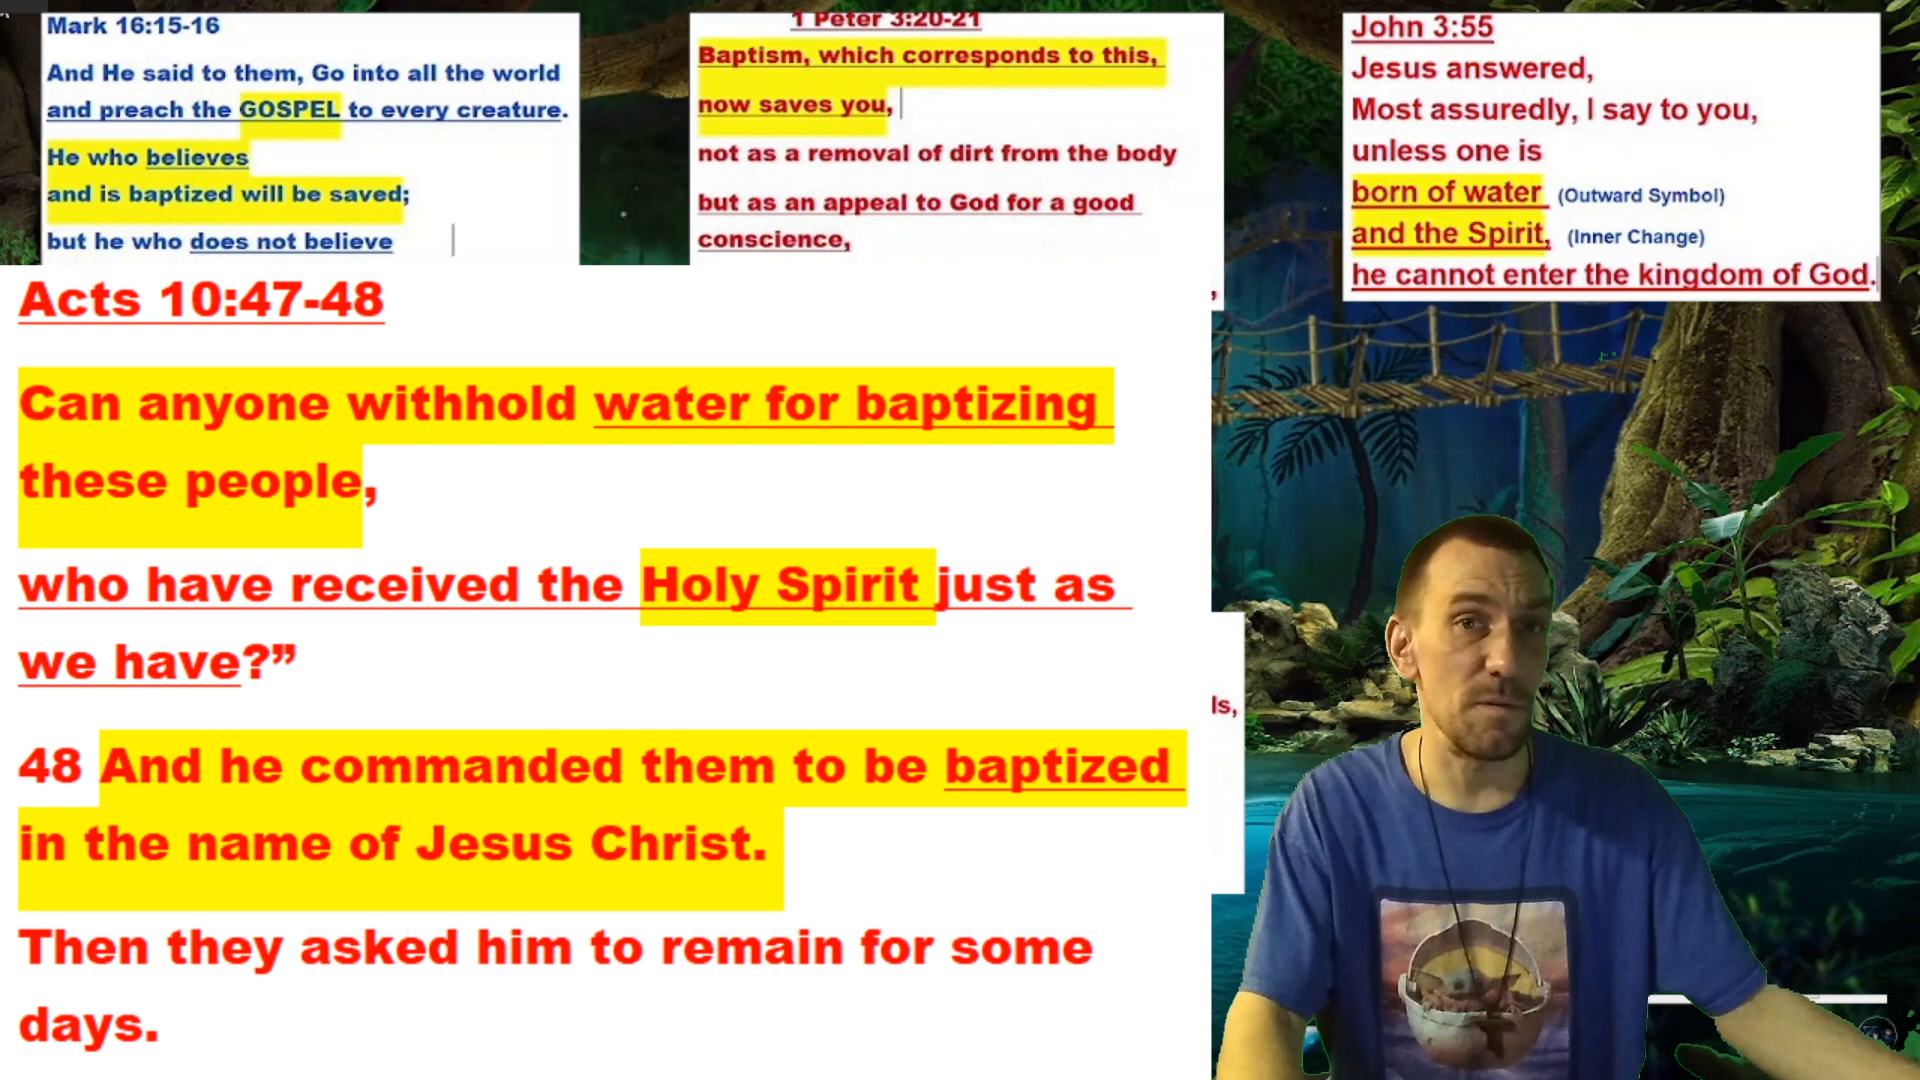 Mark 16:15-16
And He said to them, Go into all the world
and preach the GOSPEL to every creature.
He who believes
and is baptized will be saved;
but he who does not believe
1 Peter 3:20-21
Baptism, which corresponds to this,
now saves you,
not as a removal of dirt from the body
but as an appeal to God for a good
conscience,
John 3:55
Jesus answered,
Most assuredly, I say to you,
unless one is
born of water (Outward Symbol)
and the Spirit, (Inner Change)
he cannot enter the kingdom of God.
Acts 10:47-48
Can anyone withhold water for baptizing
these people,
who have received the Holy Spirit just as
we have?”
48 And he commanded them to be baptized
in the name of Jesus Christ.
Then they asked him to remain for some
days.
ls,